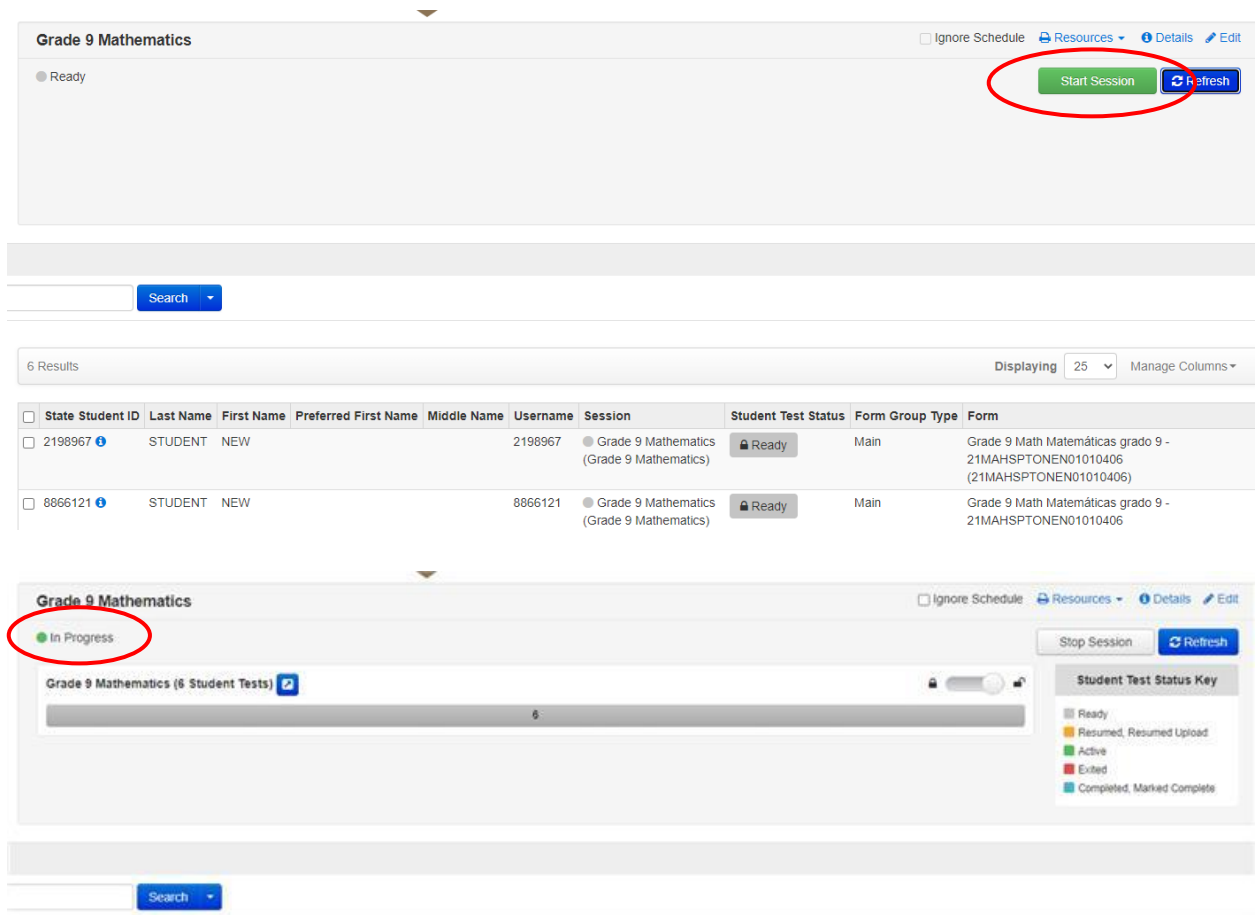 Grade 9 Mathematics
Ignore Schedule Resources Details Edit
Ready
Start Session Refresh
Search
6 Results
Displaying 25 Manage Columns
State Student ID Last Name First Name Preferred First Name Middle Name Username Session Student Test Status Form Group Type Form
2198967 STUDENT NEW 2198967 Grade 9 Mathematics Ready Main Grade 9 Math Matemáticas grado 9 -
(Grade 9 Mathematics) 21MAHSPTONEN01010406
(21MAHSPTONEN01010406)
8866121 STUDENT NEW 8866121 Grade 9 Mathematics Ready Main Grade 9 Math Matemáticas grado 9 -
(Grade 9 Mathematics) 21MAHSPTONEN01010406
Grade 9 Mathematics
Ignore Schedule Resources Details Edit
In Progress
Stop Session Refresh
Grade 9 Mathematics (6 Student Tests)
6
Student Test Status Key
Ready
Resumed, Resumed Upload
Active
Exited
Completed, Marked Complete
Search